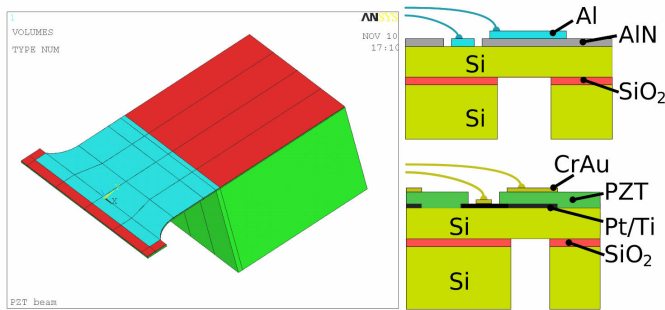 1
VOLUMES
TYPE NUM
ANSYS
NOV 10
17:10
X
PZT beam
Al
AlN
Si
SiO2
Si
CrAu
PZT
Pt/Ti
Si
SiO2
Si